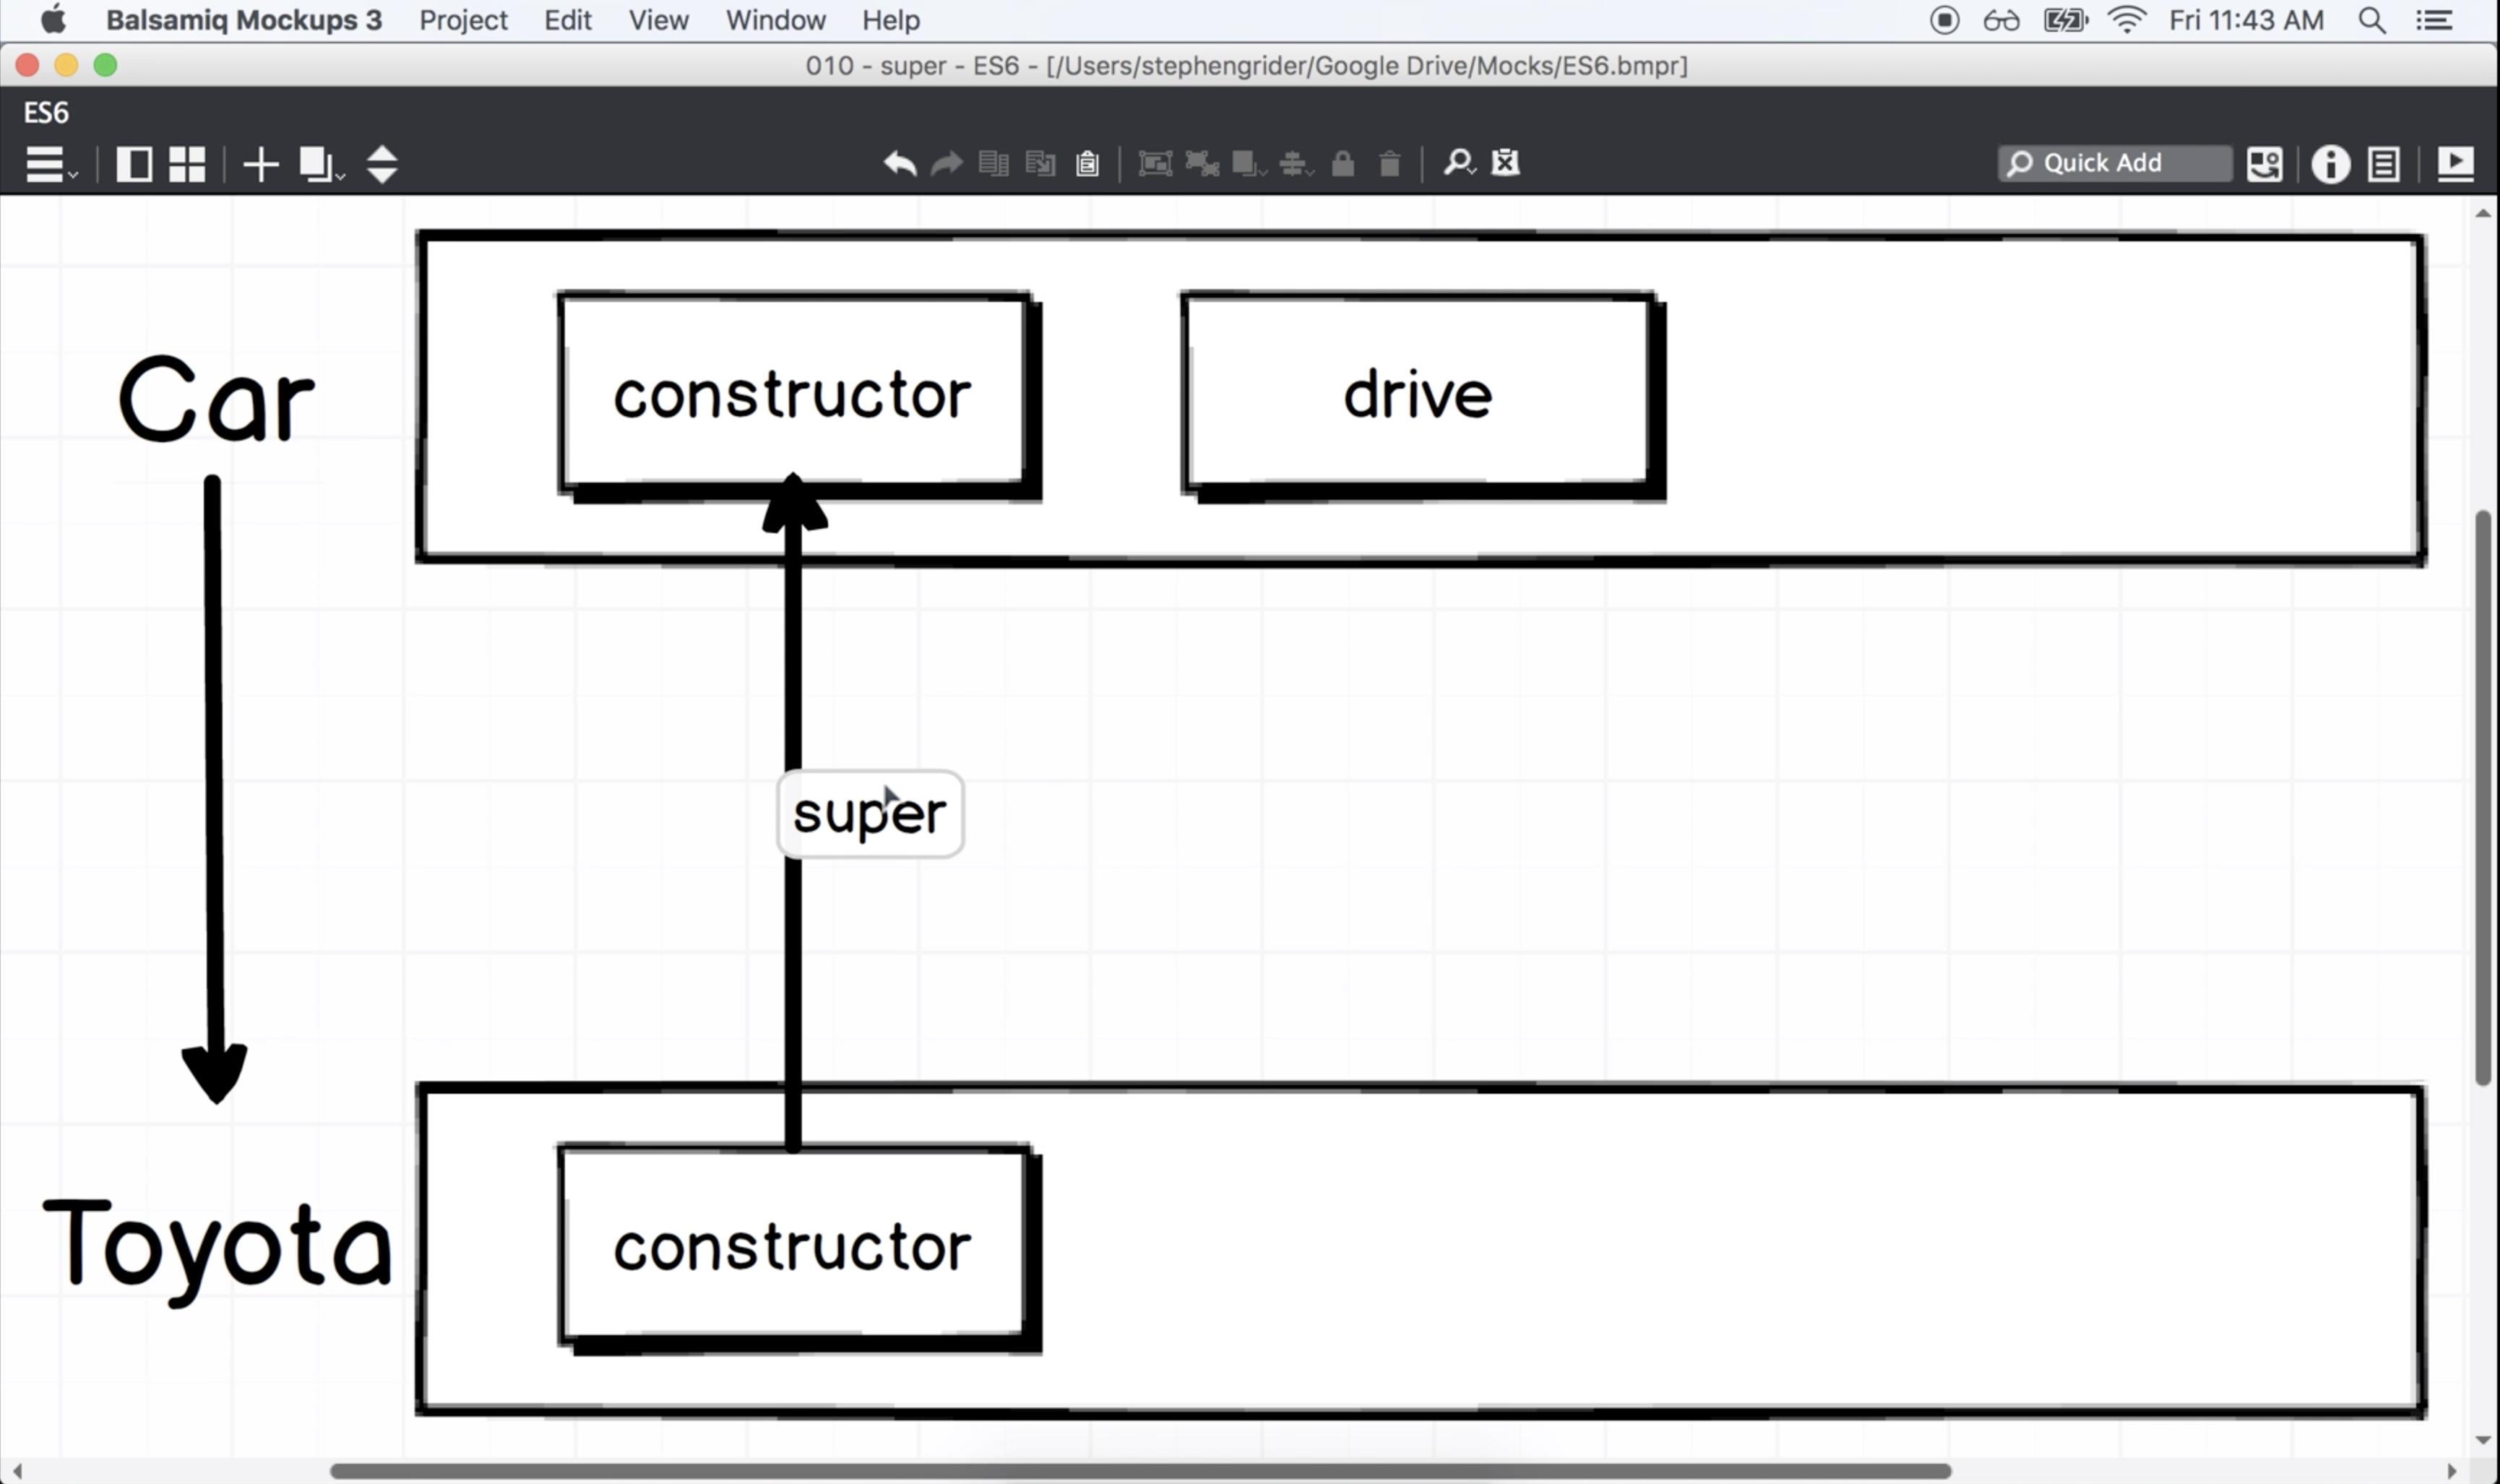 Balsamiq Mockups 3 Project Edit View Window Help Fri 11:43 AM
010 - super - ES6 - [/Users/stephengrider/Google Drive/Mocks/ES6.bmpr]
ES6
Quick Add
constructor drive
Car
super
constructor
Toyota